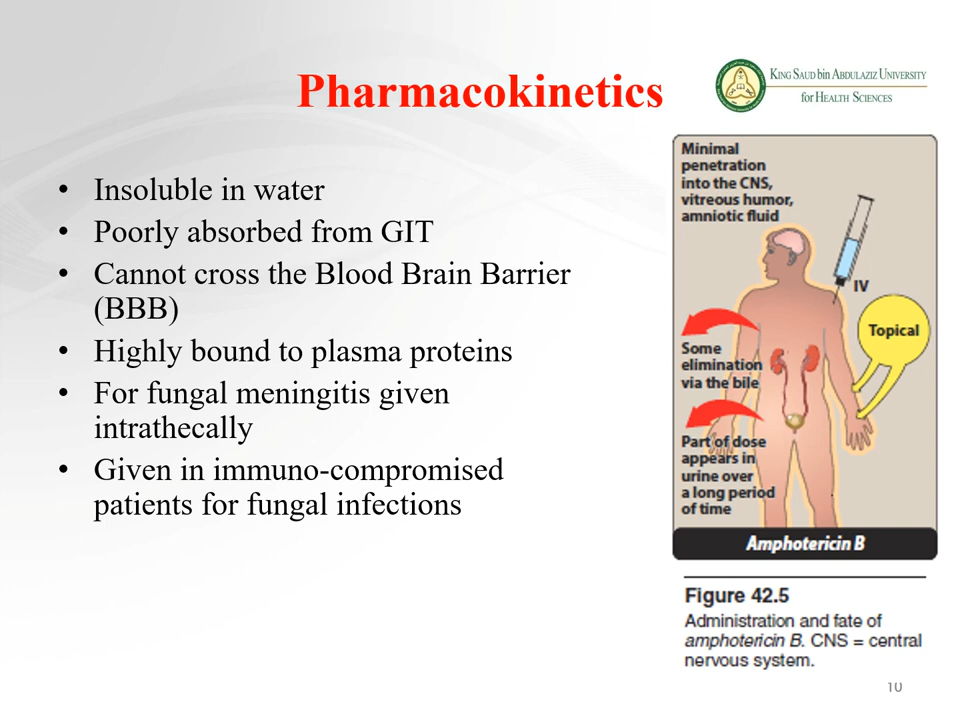 Pharmacokinetics
KING SAUD bin ABDULAZIZ UNIVERSITY
for HEALTH SCIENCES
• Insoluble in water
• Poorly absorbed from GIT
• Cannot cross the Blood Brain Barrier
(BBB)
• Highly bound to plasma proteins
• For fungal meningitis given
intrathecally
• Given in immuno-compromised
patients for fungal infections
Minimal
penetration
into the CNS,
vitreous humor,
amniotic fluid
IV
Topical
Some
elimination
via the bile
Part of dose
appears in
urine over
a long period
of time
Amphotericin B
Figure 42.5
Administration and fate of
amphotericin B. CNS = central
nervous system.
10